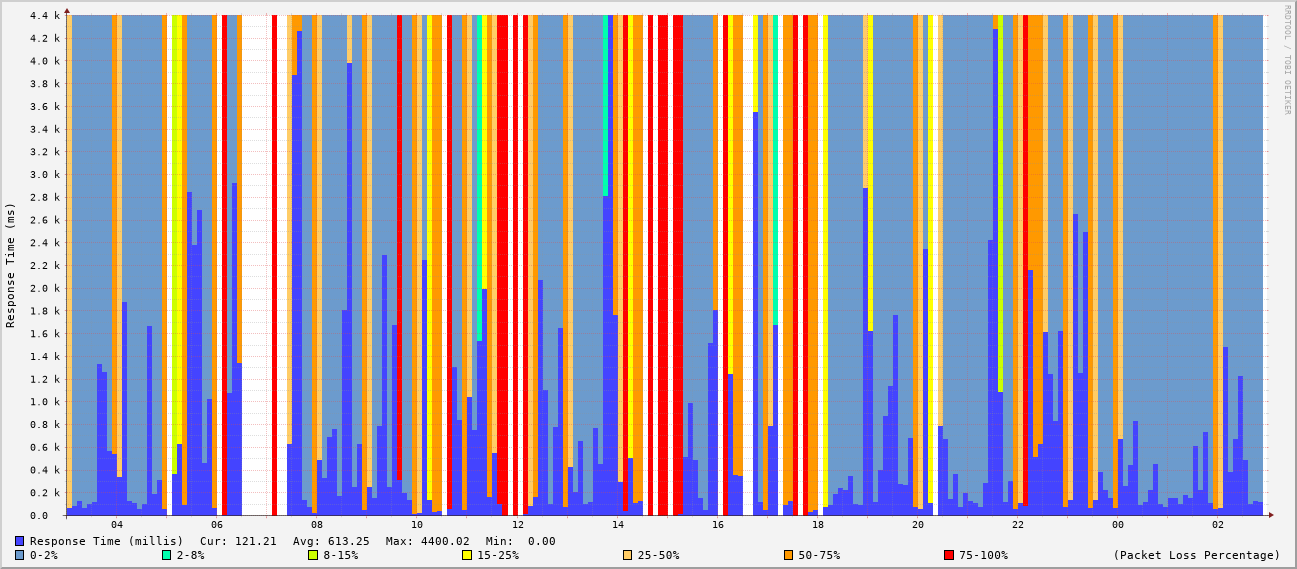 4.4 k
4.2 k
4.0 k
3.8 k
3.6 k
3.4 k
3.2 k
3.0 k
2.8 k
2.6 k
2.4 k
2.2 k
2.0 k
1.8 k
1.6 k
1.4 k
1.2 k
1.0 k
0.8 k
0.6 k
0.4 k
0.2 k
0.0
Response Time (ms)
RRDTOOL / TOBI OETIKER
04 06 08 10 12 14 16 18 20 22 00 02
Response Time (millis) Cur: 121.21 Avg: 613.25 Max: 4400.02 Min: 0.00
0-2% 2-8% 8-15% 15-25% 25-50% 50-75% 75-100% (Packet Loss Percentage)